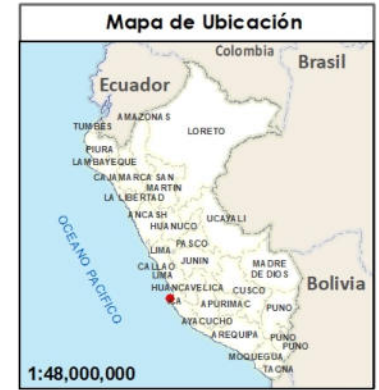 Mapa de Ubicación
Colombia
Brasil
Ecuador
AMAZONAS
TUMBES
LORETO
PIURA
LAMBAYEQUE
CAJAMARCA SAN
MARTIN
LA LIBERTAD
ANCASH
UCAYALI
HUANUCO
OCEANO PACIFICO
PASCO
LIMA
JUNIN
CALLAO
LIMA
MADRE
DE DIOS
HUANCAVELICA
CUSCO
Bolivia
APURIMAC
PUNO
AYACUCHO
AREQUIPA
PUNO
PUNO
MOQUEGUA
TACNA
1:48,000,000